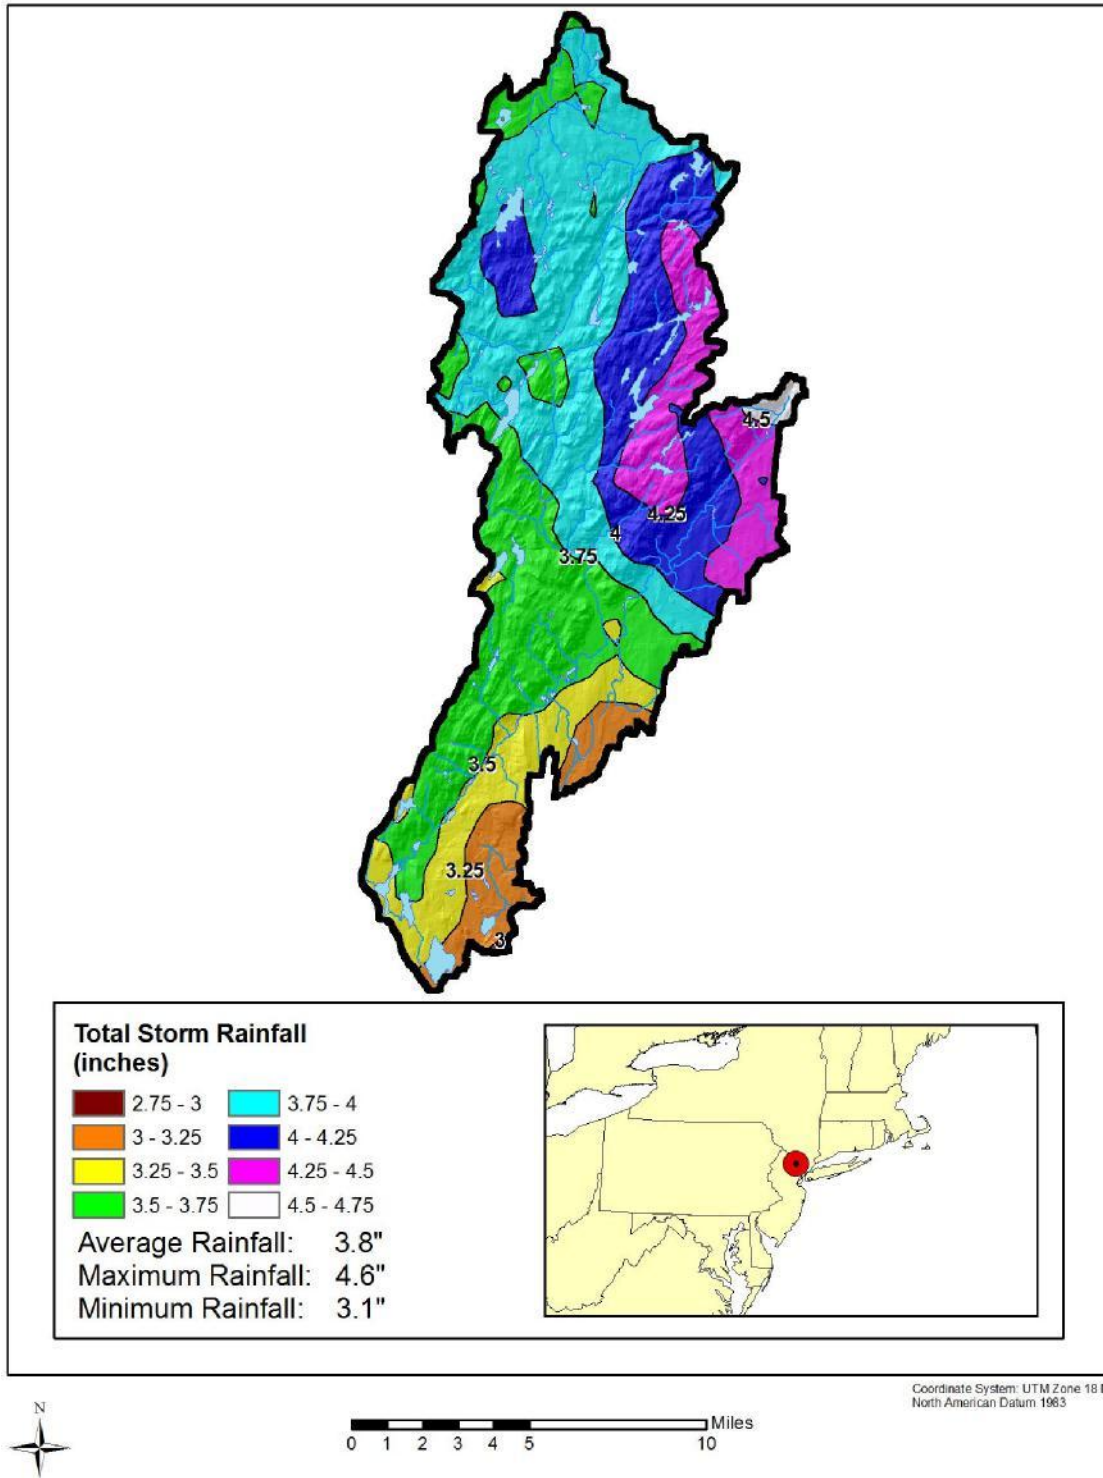 4.5
4.25
4
3.75
3.5
3.25
3
Total Storm Rainfall
(inches)
2.75 - 3
3.75 - 4
3 - 3.25
4 - 4.25
3.25 - 3.5
4.25 - 4.5
3.5 - 3.75
4.5 - 4.75
Average Rainfall: 3.8"
Maximum Rainfall: 4.6"
Minimum Rainfall: 3.1"
Coordinate System: UTM Zone 18
North American Datum 1983
N
Miles
0 1 2 3 4 5 10